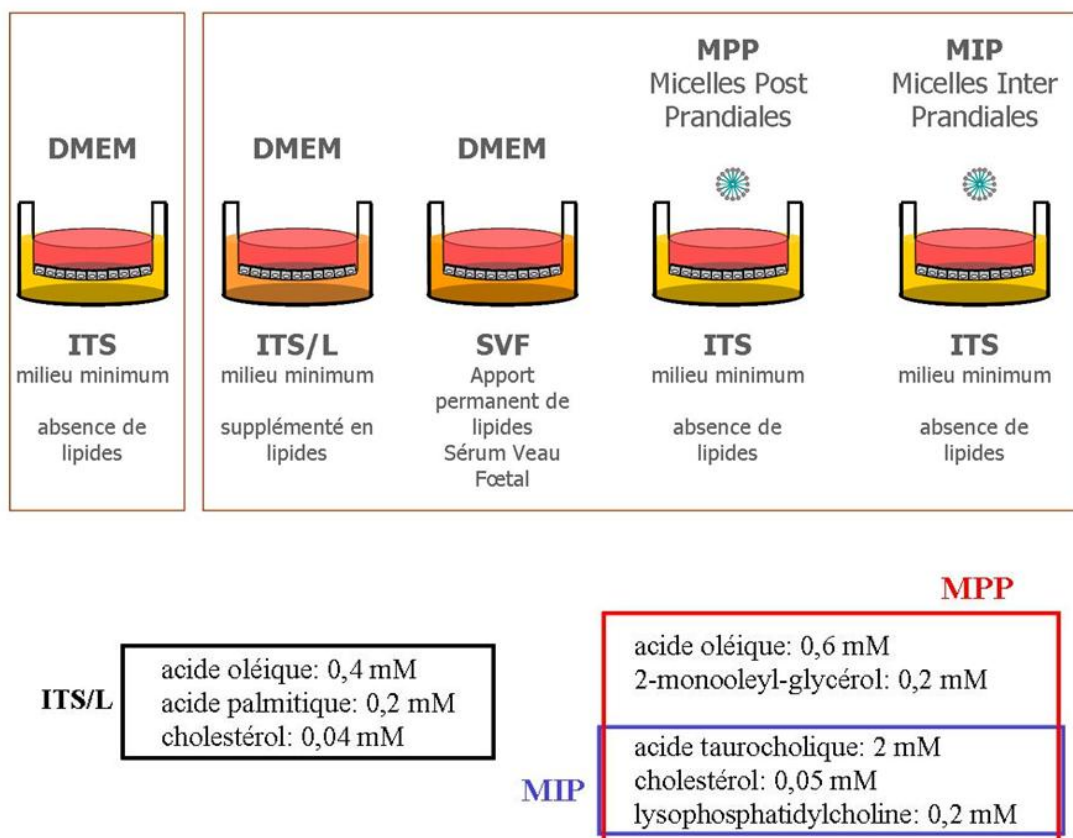 DMEM
ITS
milieu minimum
absence de
lipides
DMEM
ITS/L
milieu minimum
supplémenté en
lipides
DMEM
SVF
Apport
permanent de
lipides
Sérum Veau
Fœtal
MPP
Micelles Post
Prandiales
ITS
milieu minimum
absence de
lipides
MIP
Micelles Inter
Prandiales
ITS
milieu minimum
absence de
lipides
ITS/L
acide oléique: 0,4 mM
acide palmitique: 0,2 mM
cholestérol: 0,04 mM
MPP
acide oléique: 0,6 mM
2-monooleyl-glycérol: 0,2 mM
MIP
acide taurocholique: 2 mM
cholestérol: 0,05 mM
lysophosphatidylcholine: 0,2 mM